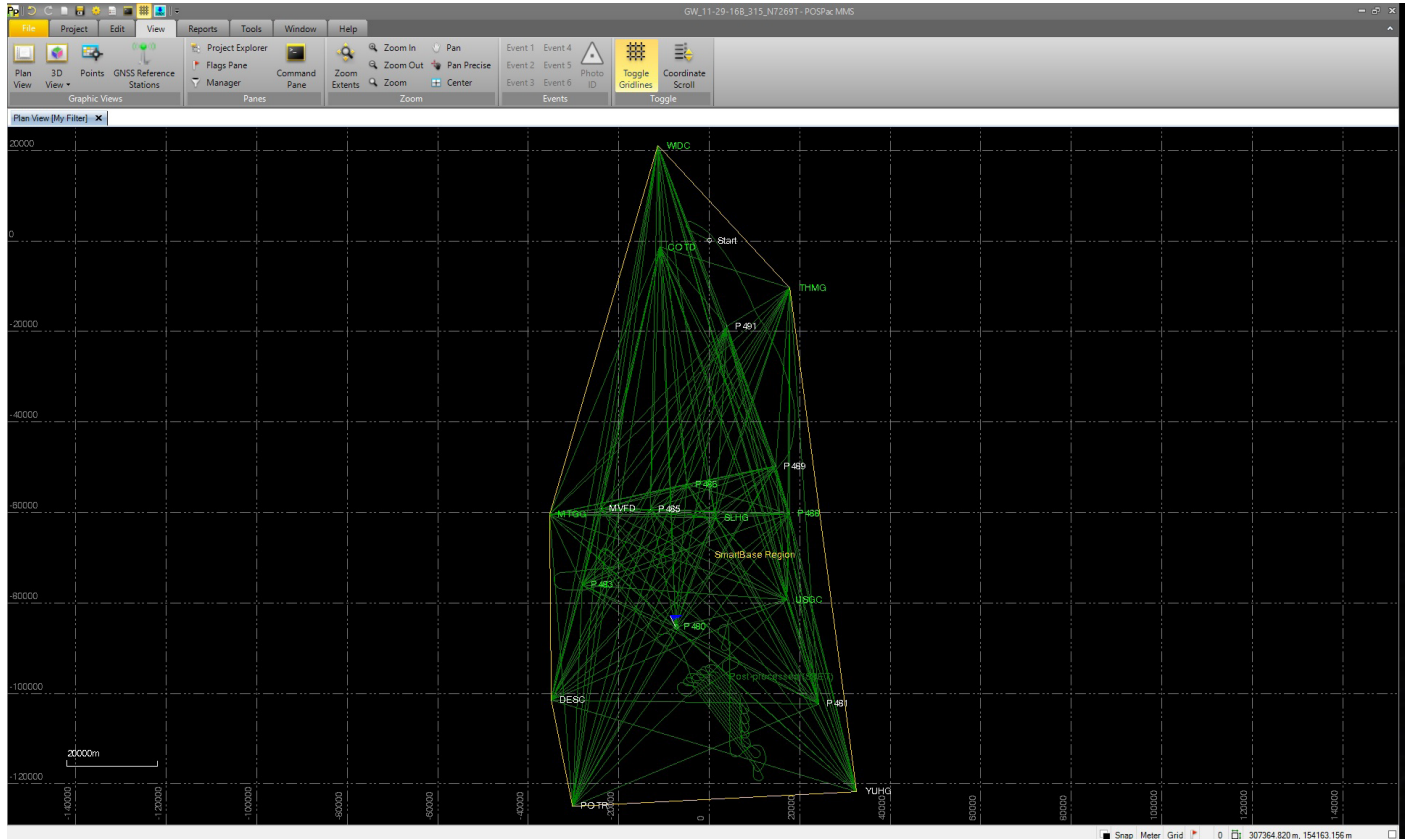 GW_11-29-16B_315_N7269T - POSPac MMS
File Project Edit View Reports Tools Window Help
Plan View
3D View
Points
GNSS Reference Stations
Graphic Views
Project Explorer
Flags Pane
Manager
Command Pane
Panes
Zoom Extents
Zoom In
Zoom Out
Zoom
Pan
Pan Precise
Center
Zoom
Event 1 Event 4
Event 2 Event 5
Event 3 Event 6
Photo ID
Events
Toggle Gridlines
Coordinate Scroll
Toggle
Plan View [My Filter]
20000
WDC
0
Start
COTD
THMG
-20000
P491
-40000
P489
P486
-60000
MTGG
MVFD
P485
SLHG
P488
SmartBase Region
P483
-80000
USGC
P480
Post-processed (SBET)
-100000
DESC
P481
20000m
-120000
YUHG
POTR
-140000 -120000 -100000 -80000 -60000 -40000 -20000 0 20000 40000 60000 80000 100000 120000 140000
Snap Meter Grid 0 307364.820 m, 154163.156 m